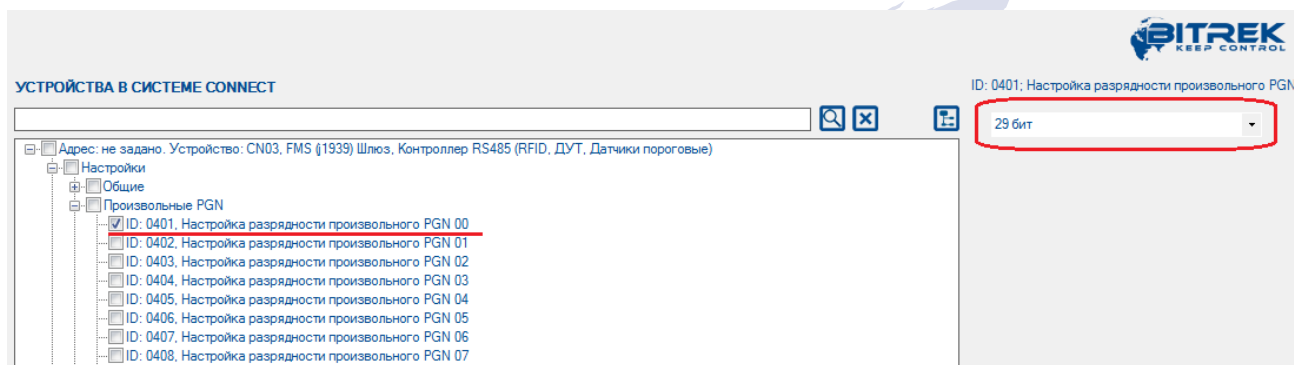 BITREK
KEEP CONTROL
УСТРОЙСТВА В СИСТЕМЕ CONNECT
ID: 0401; Настройка разрядности произвольного PGN
29 бит
Адрес: не задано. Устройство: CN03, FMS (j1939) Шлюз, Контроллер RS485 (RFID, ДУТ, Датчики пороговые)
Настройки
Общие
Произвольные PGN
ID: 0401, Настройка разрядности произвольного PGN 00
ID: 0402, Настройка разрядности произвольного PGN 01
ID: 0403, Настройка разрядности произвольного PGN 02
ID: 0404, Настройка разрядности произвольного PGN 03
ID: 0405, Настройка разрядности произвольного PGN 04
ID: 0406, Настройка разрядности произвольного PGN 05
ID: 0407, Настройка разрядности произвольного PGN 06
ID: 0408, Настройка разрядности произвольного PGN 07